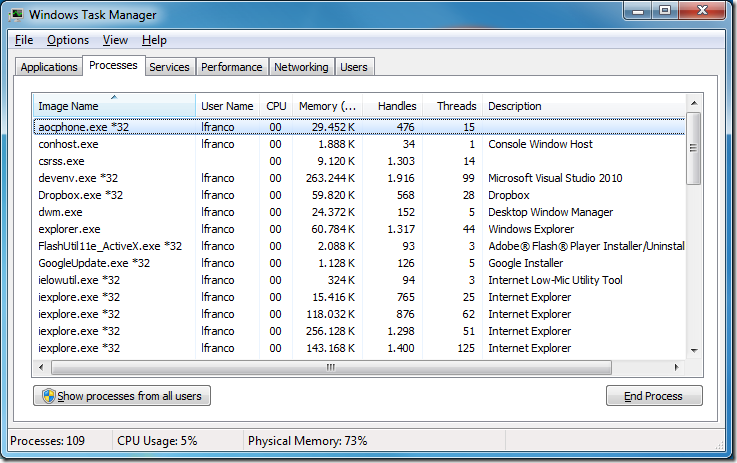 Windows Task Manager
File Options View Help
Applications Processes Services Performance Networking Users
Image Name User Name CPU Memory (... Handles Threads Description
aocphone.exe *32 lfranco 00 29.452 K 476 15
conhost.exe lfranco 00 1.888 K 34 1 Console Window Host
csrss.exe 00 9.120 K 1.303 14
devenv.exe *32 lfranco 00 263.244 K 1.916 99 Microsoft Visual Studio 2010
Dropbox.exe *32 lfranco 00 59.820 K 568 28 Dropbox
dwm.exe lfranco 00 24.372 K 152 5 Desktop Window Manager
explorer.exe lfranco 00 60.784 K 1.317 44 Windows Explorer
FlashUtil11e_ActiveX.exe *32 lfranco 00 2.088 K 93 3 Adobe® Flash® Player Installer/Uninstal
GoogleUpdate.exe *32 lfranco 00 1.128 K 126 5 Google Installer
ielowutil.exe *32 lfranco 00 324 K 94 3 Internet Low-Mic Utility Tool
iexplore.exe *32 lfranco 00 15.416 K 765 25 Internet Explorer
iexplore.exe *32 lfranco 00 118.032 K 876 62 Internet Explorer
iexplore.exe *32 lfranco 00 256.128 K 1.298 51 Internet Explorer
iexplore.exe *32 lfranco 00 143.168 K 1.400 125 Internet Explorer
Show processes from all users End Process
Processes: 109 CPU Usage: 5% Physical Memory: 73%